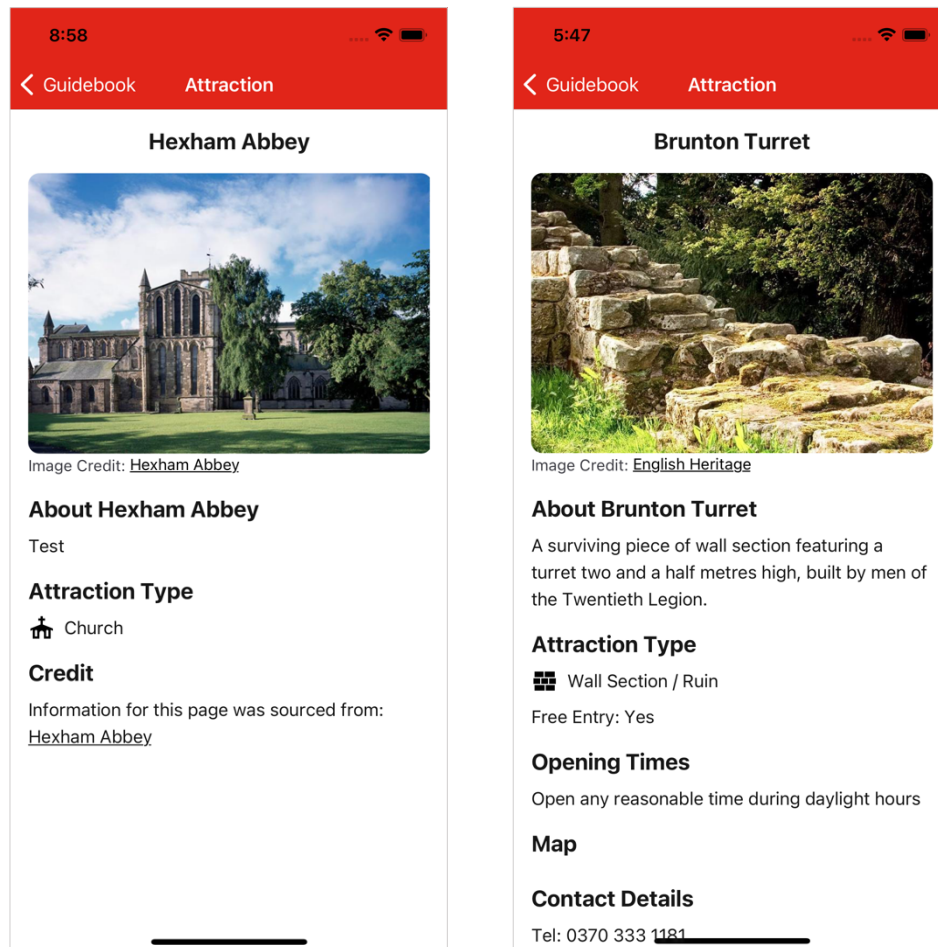 8:58
Guidebook
Attraction
Hexham Abbey
Image Credit: Hexham Abbey
About Hexham Abbey
Test
Attraction Type
Church
Credit
Information for this page was sourced from:
Hexham Abbey
5:47
Guidebook
Attraction
Brunton Turret
Image Credit: English Heritage
About Brunton Turret
A surviving piece of wall section featuring a
turret two and a half metres high, built by men of
the Twentieth Legion.
Attraction Type
Wall Section / Ruin
Free Entry: Yes
Opening Times
Open any reasonable time during daylight hours
Map
Contact Details
Tel: 0370 333 1181